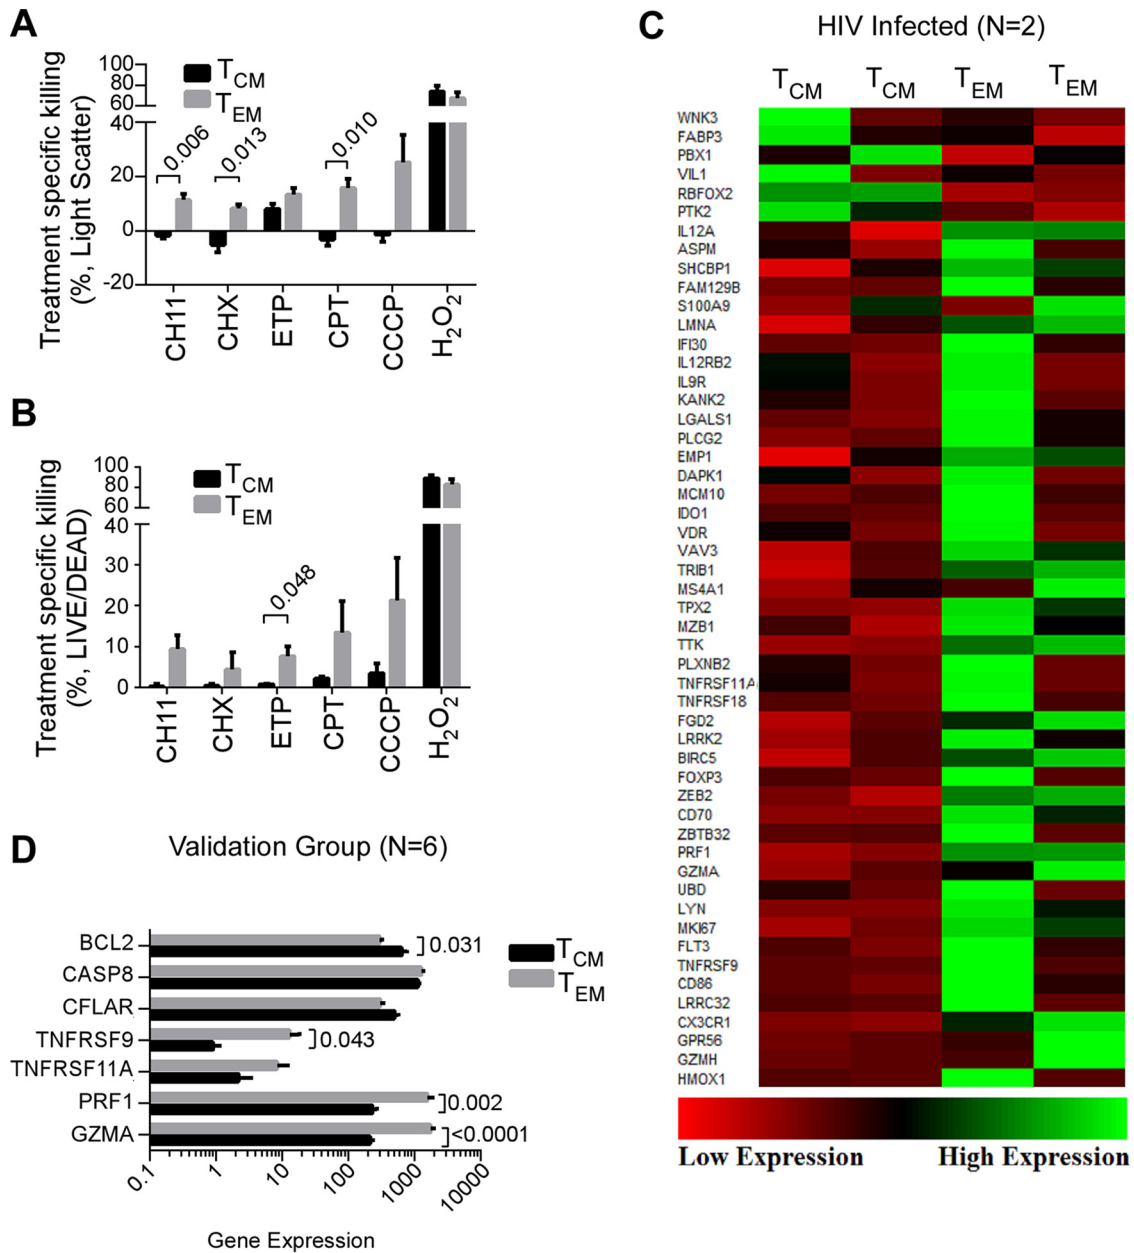 A
Treatment specific killing
(%, Light Scatter)
TCM
TEM
100
80
60
40
20
0
-20
0.006
0.013
0.010
CH11
CHX
ETP
CPT
CCCP
H2O2
B
Treatment specific killing
(%, LIVE/DEAD)
TCM
TEM
100
80
60
40
30
20
10
0
0.048
CH11
CHX
ETP
CPT
CCCP
H2O2
C
HIV Infected (N=2)
TCM TCM TEM TEM
WNK3
FABP3
PBX1
VIL1
RBFOX2
PTK2
IL12A
ASPM
SHCBP1
FAM129B
S100A9
LMNA
IFI30
IL12RB2
IL9R
KANK2
LGALS1
PLCG2
EMP1
DAPK1
MCM10
IDO1
VDR
VAV3
TRIB1
MS4A1
TPX2
MZB1
TTK
PLXNB2
TNFRSF11A
TNFRSF18
FGD2
LRRK2
BIRC5
FOXP3
ZEB2
CD70
ZBTB32
PRF1
GZMA
UBD
LYN
MKI67
FLT3
TNFRSF9
CD86
LRRC32
CX3CR1
GPR56
GZMH
HMOX1
Low Expression High Expression
D
Validation Group (N=6)
BCL2
CASP8
CFLAR
TNFRSF9
TNFRSF11A
PRF1
GZMA
0.031
0.043
0.002
<0.0001
TCM
TEM
0.1 1 10 100 1000 10000
Gene Expression